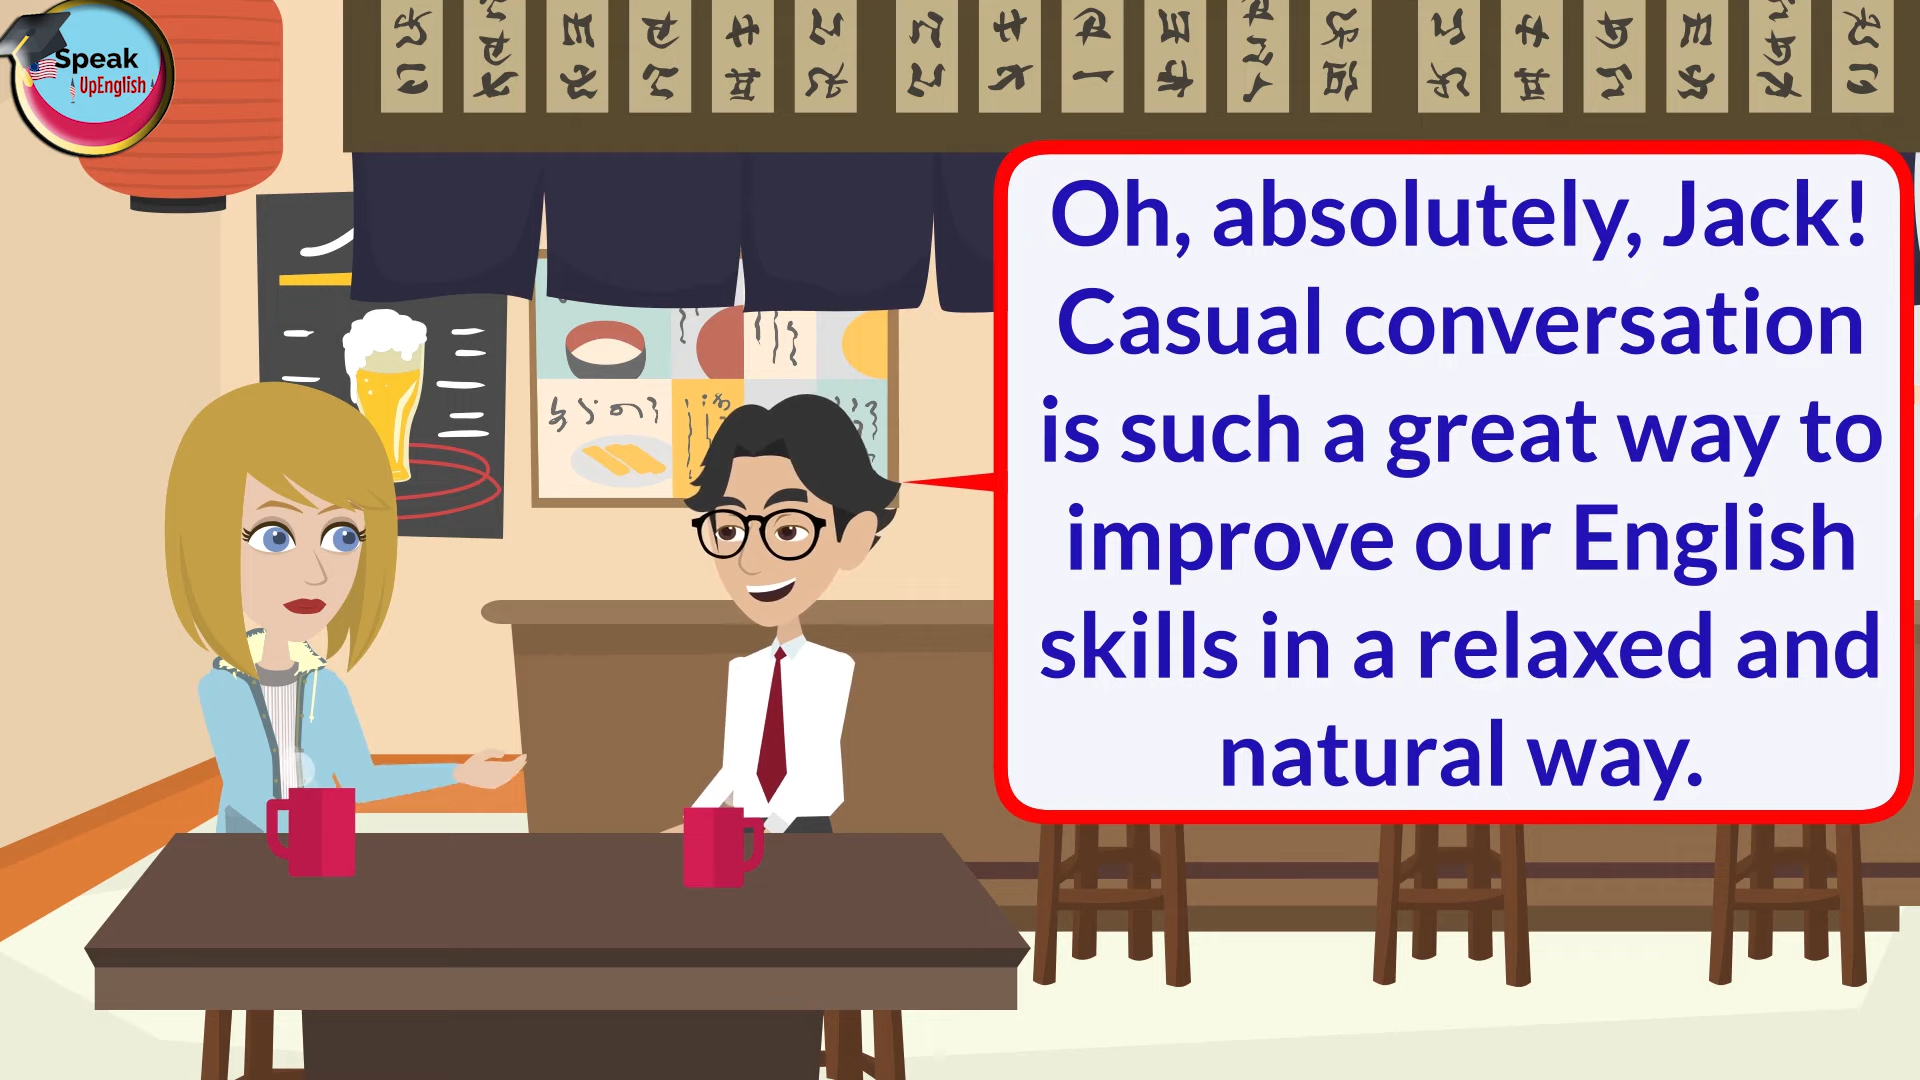 Speak
UpEnglish
Oh, absolutely, Jack!
Casual conversation
is such a great way to
improve our English
skills in a relaxed and
natural way.